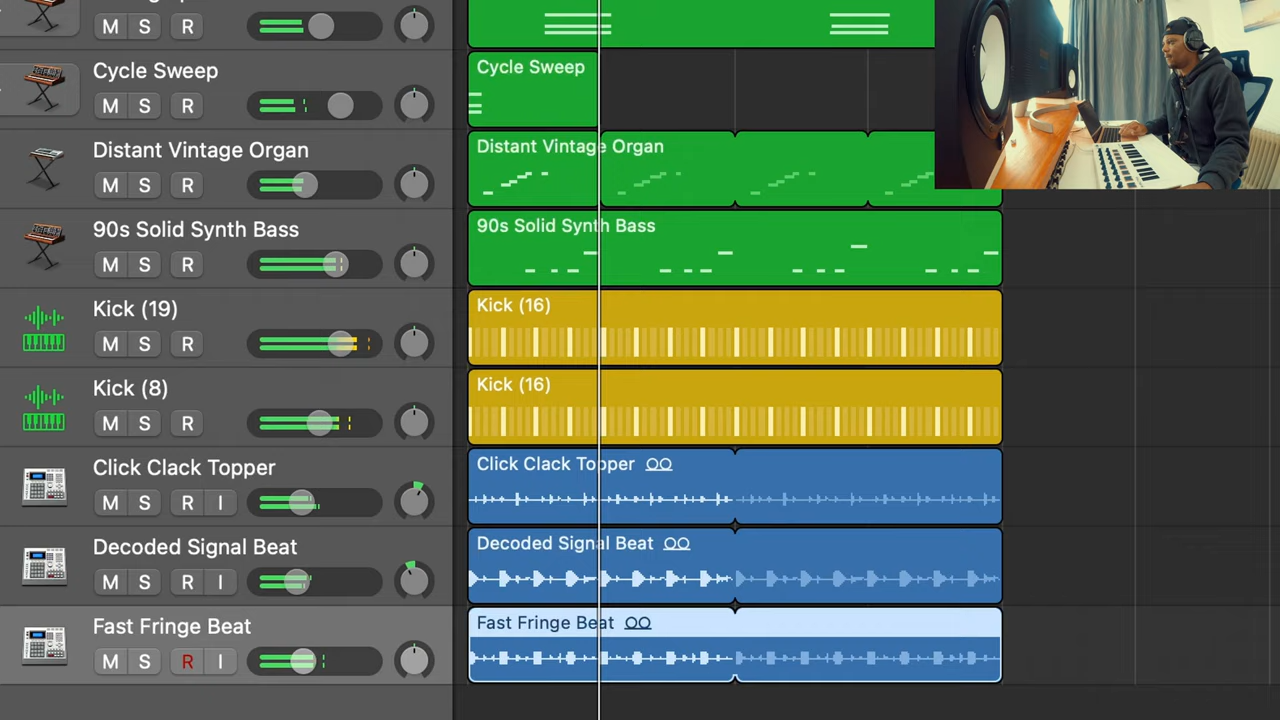 M S R
Cycle Sweep
M S R
Cycle Sweep
Distant Vintage Organ
M S R
Distant Vintage Organ
90s Solid Synth Bass
M S R
90s Solid Synth Bass
Kick (19)
M S R
Kick (16)
Kick (8)
M S R
Kick (16)
Click Clack Topper
M S R I
Click Clack Topper
Decoded Signal Beat
M S R I
Decoded Signal Beat
Fast Fringe Beat
M S R I
Fast Fringe Beat